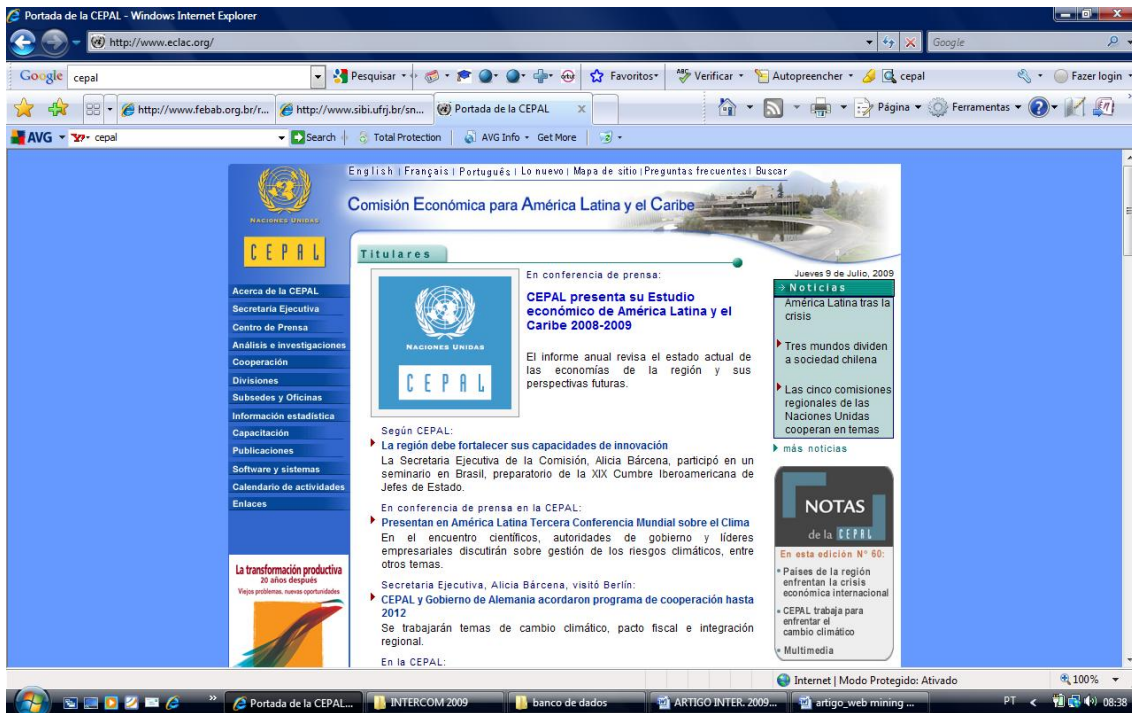 Portada de la CEPAL - Windows Internet Explorer
http://www.eclac.org/
Google
Google cepal Pesquisar Favoritos Verificar Autopreencher cepal Fazer login
http://www.febab.org.br/r... http://www.sibi.ufrj.br/sn... Portada de la CEPAL Página Ferramentas
AVG cepal Search Total Protection AVG Info Get More
English | Français | Português | Lo nuevo | Mapa de sitio | Preguntas frecuentes | Buscar
NACIONES UNIDAS
Comisión Económica para América Latina y el Caribe
CEPAL
Acerca de la CEPAL
Secretaría Ejecutiva
Centro de Prensa
Análisis e investigaciones
Cooperación
Divisiones
Subsedes y Oficinas
Información estadística
Capacitación
Publicaciones
Software y sistemas
Calendario de actividades
Enlaces
La transformación productiva
20 años después
Viejos problemas, nuevas oportunidades
Titulares
NACIONES UNIDAS
CEPAL
En conferencia de prensa:
CEPAL presenta su Estudio
económico de América Latina y el
Caribe 2008-2009
El informe anual revisa el estado actual de
las economías de la región y sus
perspectivas futuras.
Según CEPAL:
La región debe fortalecer sus capacidades de innovación
La Secretaria Ejecutiva de la Comisión, Alicia Bárcena, participó en un
seminario en Brasil, preparatorio de la XIX Cumbre Iberoamericana de
Jefes de Estado.
En conferencia de prensa en la CEPAL:
Presentan en América Latina Tercera Conferencia Mundial sobre el Clima
En el encuentro científicos, autoridades de gobierno y líderes
empresariales discutirán sobre gestión de los riesgos climáticos, entre
otros temas.
Secretaria Ejecutiva, Alicia Bárcena, visitó Berlín:
CEPAL y Gobierno de Alemania acordaron programa de cooperación hasta
2012
Se trabajarán temas de cambio climático, pacto fiscal e integración
regional.
En la CEPAL:
Jueves 9 de Julio, 2009
Noticias
América Latina tras la
crisis
Tres mundos dividen
a sociedad chilena
Las cinco comisiones
regionales de las
Naciones Unidas
cooperan en temas
más noticias
NOTAS
de la CEPAL
En esta edición N° 60:
Países de la región
enfrentan la crisis
económica internacional
CEPAL trabaja para
enfrentar el
cambio climático
Multimedia
Internet | Modo Protegido: Ativado 100%
Portada de la CEPAL... INTERCOM 2009 banco de dados ARTIGO INTER. 2009... artigo_web mining ... PT 08:38